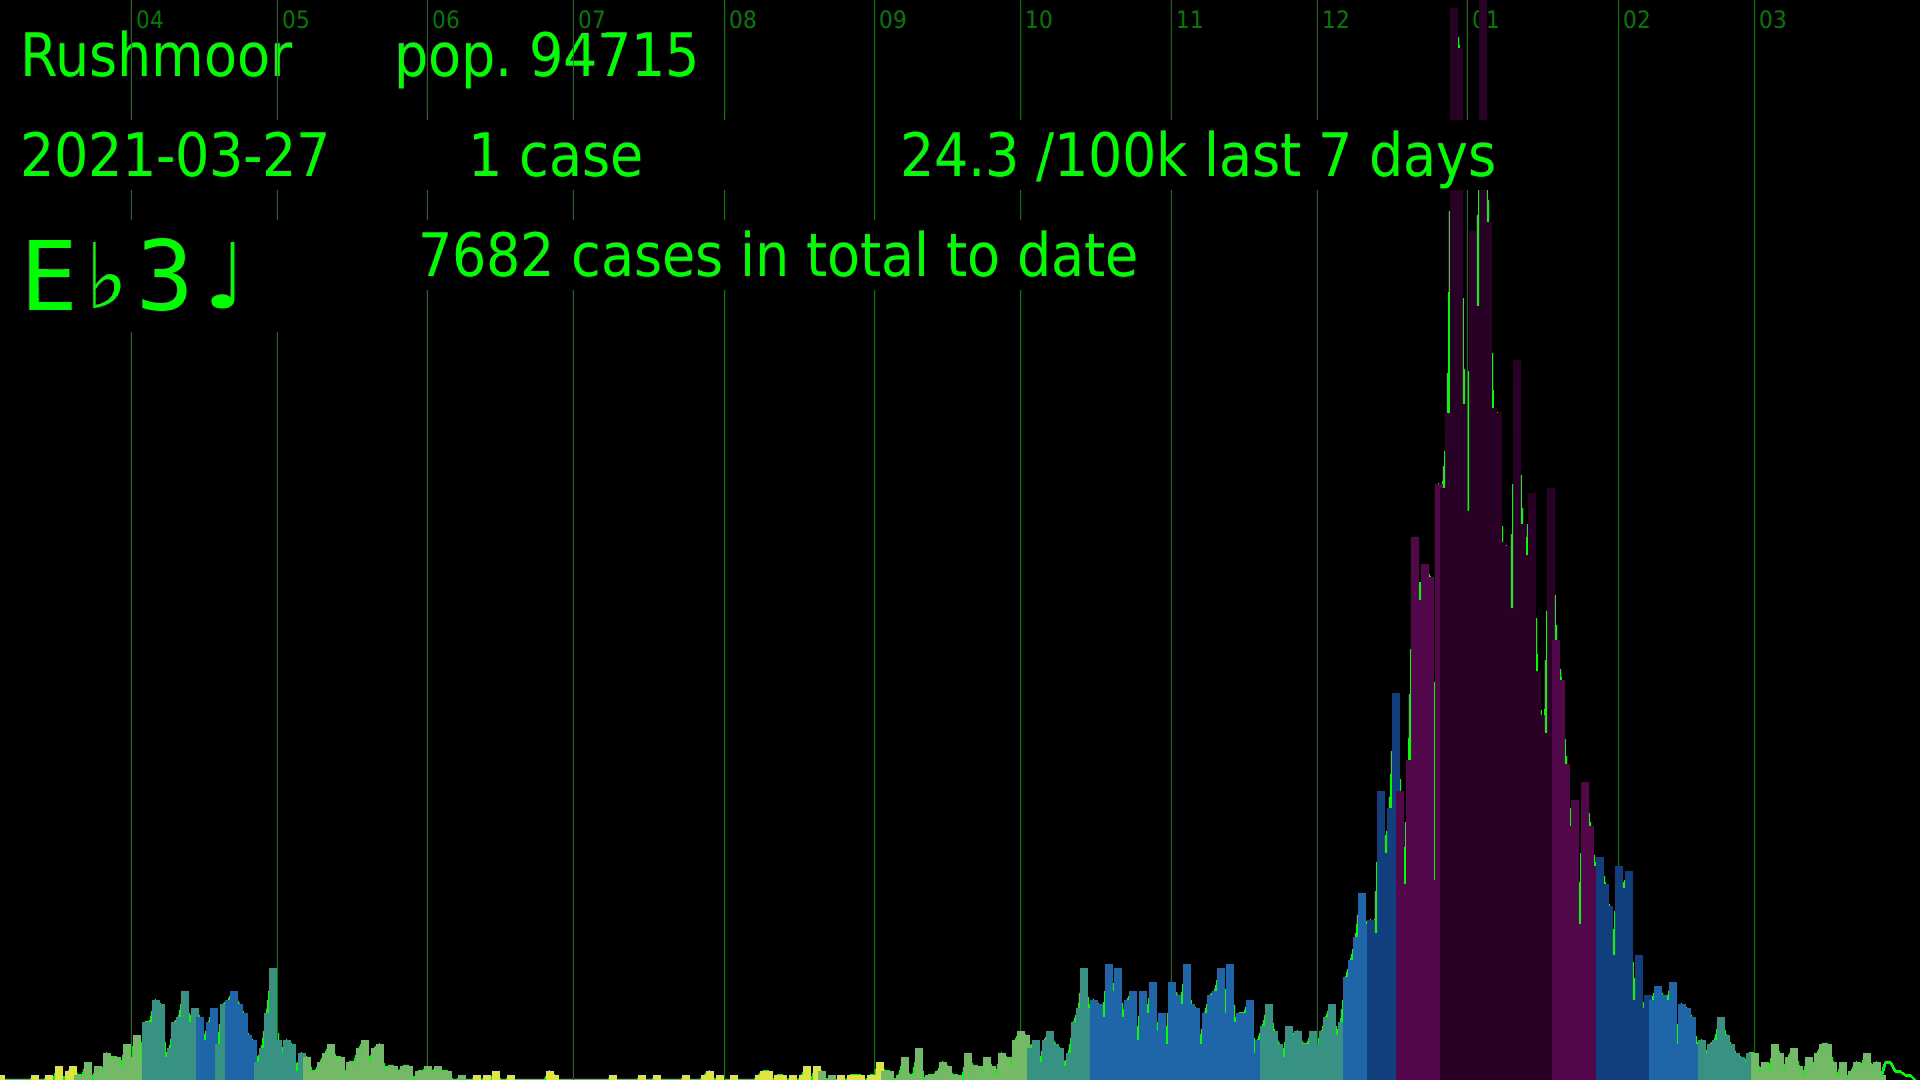 04 05 06 07 08 09 10 11 12 01 02 03
Rushmoor pop. 94715
2021-03-27 1 case 24.3 /100k last 7 days
E♭3♩ 7682 cases in total to date